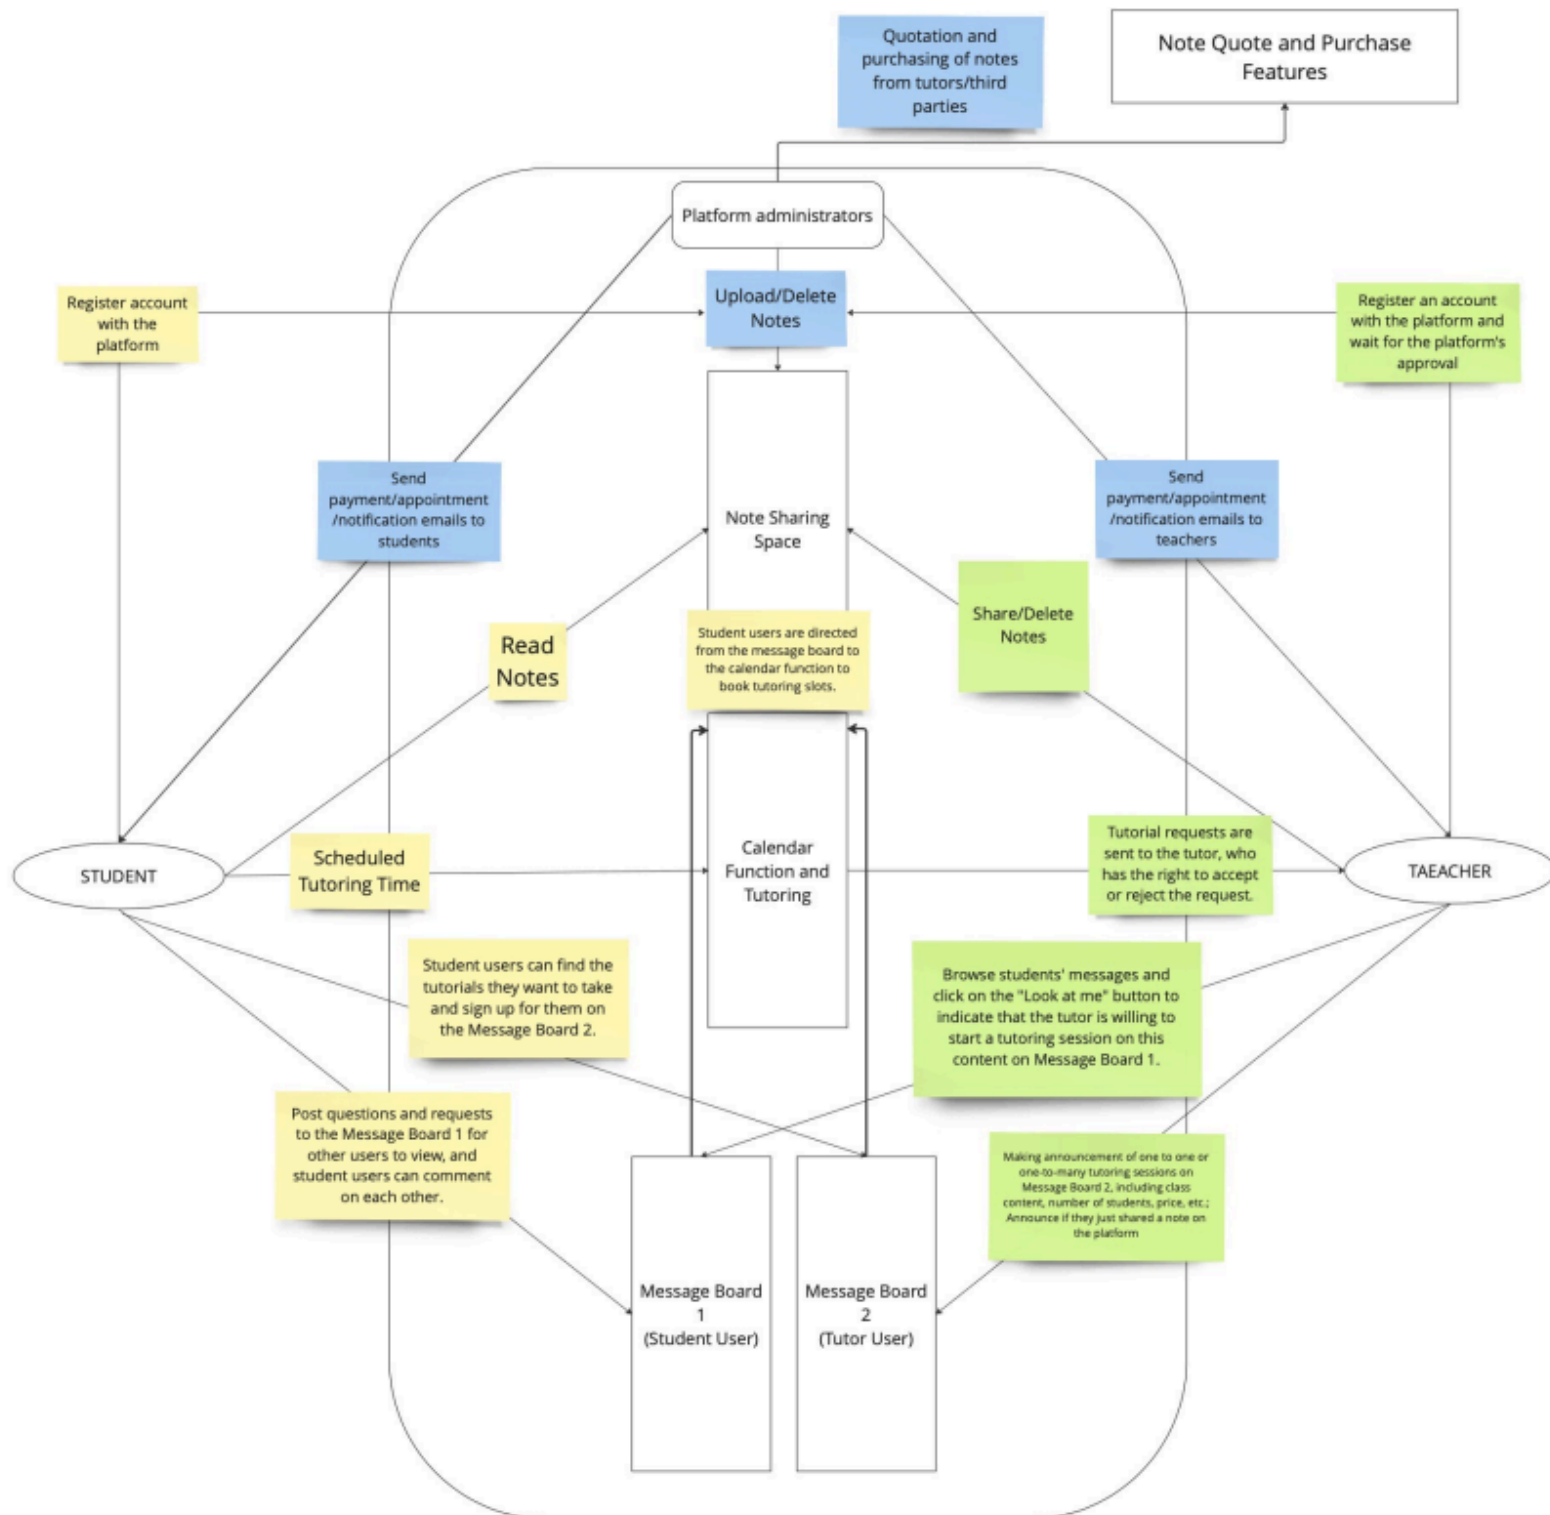 Quotation and
purchasing of notes
from tutors/third
parties
Note Quote and Purchase
Features
Platform administrators
Register account
with the
platform
Upload/Delete
Notes
Register an account
with the platform and
wait for the platform's
approval
Send
payment/appointment
/notification emails to
students
Note Sharing
Space
Send
payment/appointment
/notification emails to
teachers
Read
Notes
Student users are directed
from the message board to
the calendar function to
book tutoring slots.
Share/Delete
Notes
STUDENT
Scheduled
Tutoring Time
Calendar
Function and
Tutoring
Tutorial requests are
sent to the tutor, who
has the right to accept
or reject the request.
TAEACHER
Student users can find the
tutorials they want to take
and sign up for them on
the Message Board 2.
Browse students' messages and
click on the "Look at me" button to
indicate that the tutor is willing to
start a tutoring session on this
content on Message Board 1.
Post questions and requests
to the Message Board 1 for
other users to view, and
student users can comment
on each other.
Making announcement of one to one or
one-to-many tutoring sessions on
Message Board 2, including class
content, number of students, price, etc.;
Announce if they just shared a note on
the platform
Message Board
1
(Student User)
Message Board
2
(Tutor User)